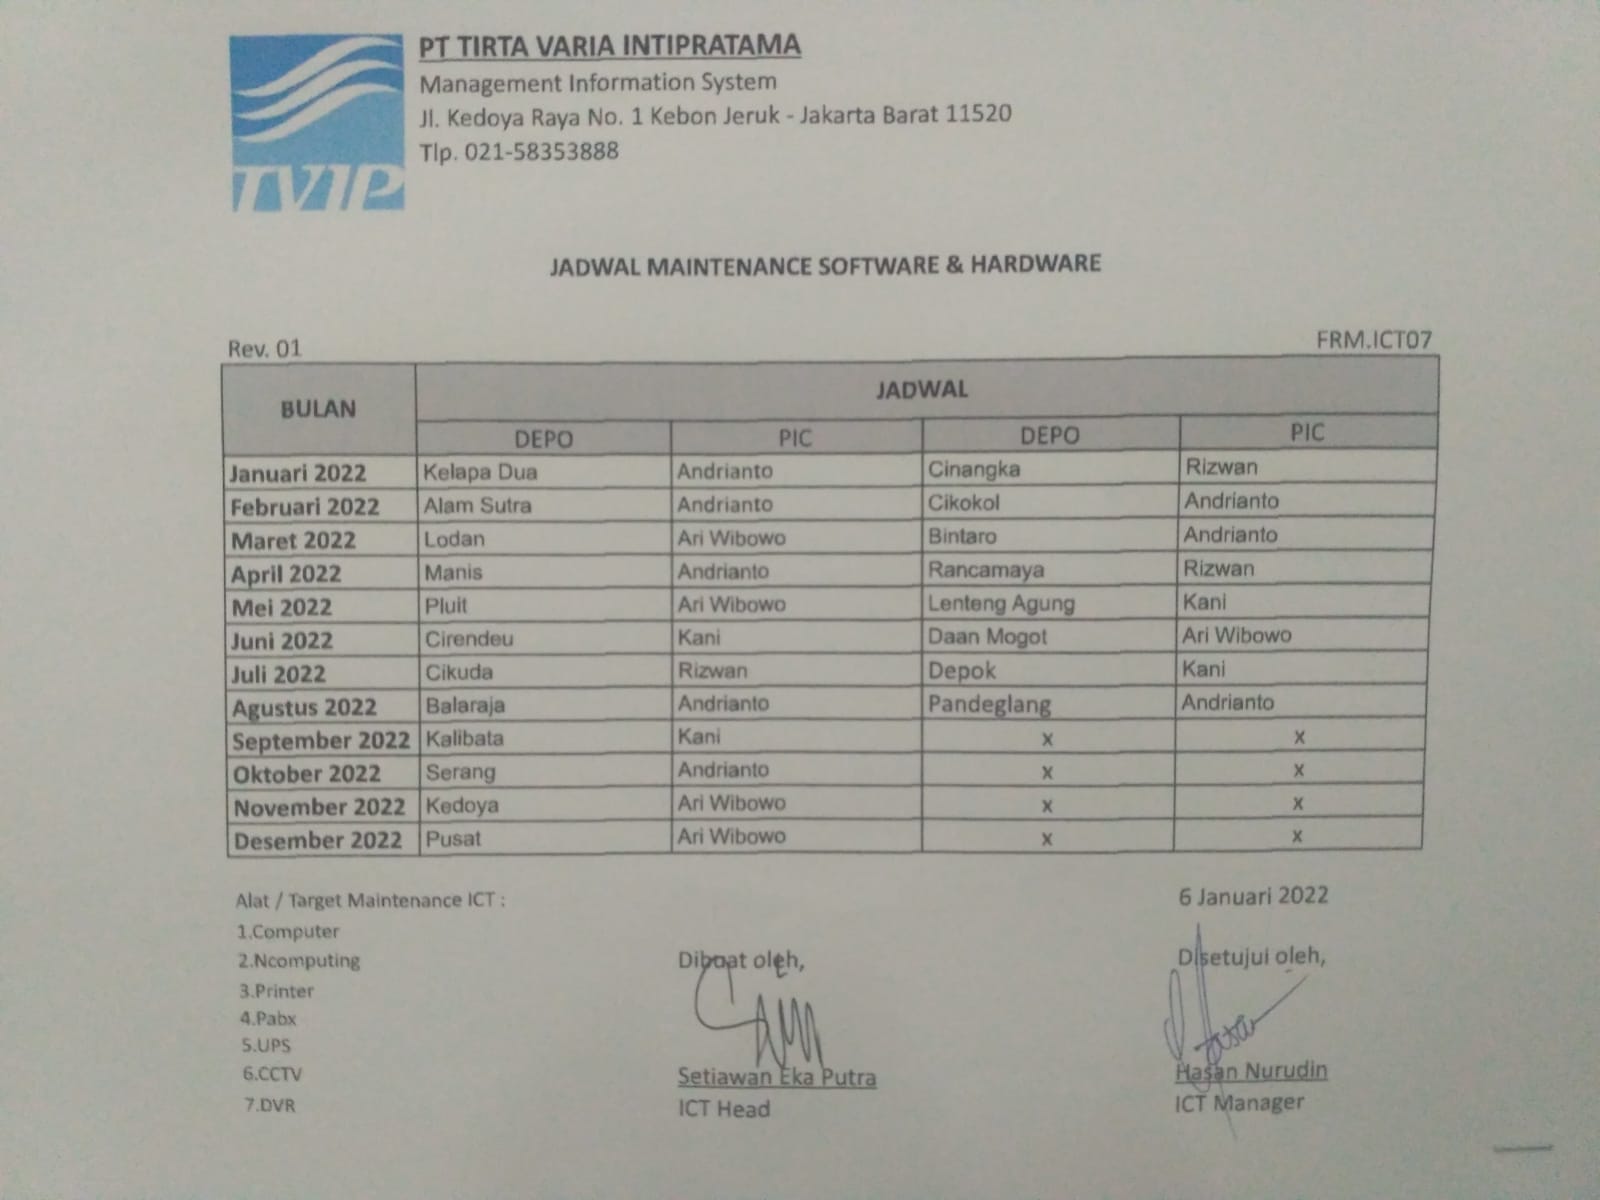 TVIP
PT TIRTA VARIA INTIPRATAMA
Management Information System
Jl. Kedoya Raya No. 1 Kebon Jeruk - Jakarta Barat 11520
Tlp. 021-58353888
JADWAL MAINTENANCE SOFTWARE & HARDWARE
Rev. 01 FRM.ICT07
BULAN JADWAL
DEPO PIC DEPO PIC
Januari 2022 Kelapa Dua Andrianto Cinangka Rizwan
Februari 2022 Alam Sutra Andrianto Cikokol Andrianto
Maret 2022 Lodan Ari Wibowo Bintaro Andrianto
April 2022 Manis Andrianto Rancamaya Rizwan
Mei 2022 Pluit Ari Wibowo Lenteng Agung Kani
Juni 2022 Cirendeu Kani Daan Mogot Ari Wibowo
Juli 2022 Cikuda Rizwan Depok Kani
Agustus 2022 Balaraja Andrianto Pandeglang Andrianto
September 2022 Kalibata Kani x x
Oktober 2022 Serang Andrianto x x
November 2022 Kedoya Ari Wibowo x x
Desember 2022 Pusat Ari Wibowo x x
Alat / Target Maintenance ICT : 6 Januari 2022
1.Computer
2.Ncomputing Dibuat oleh, Disetujui oleh,
3.Printer
4.Pabx
5.UPS
6.CCTV Setiawan Eka Putra Hasan Nurudin
7.DVR ICT Head ICT Manager